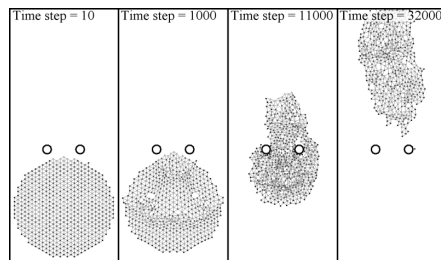 Time step = 10
Time step = 1000
Time step = 11000
Time step = 32000